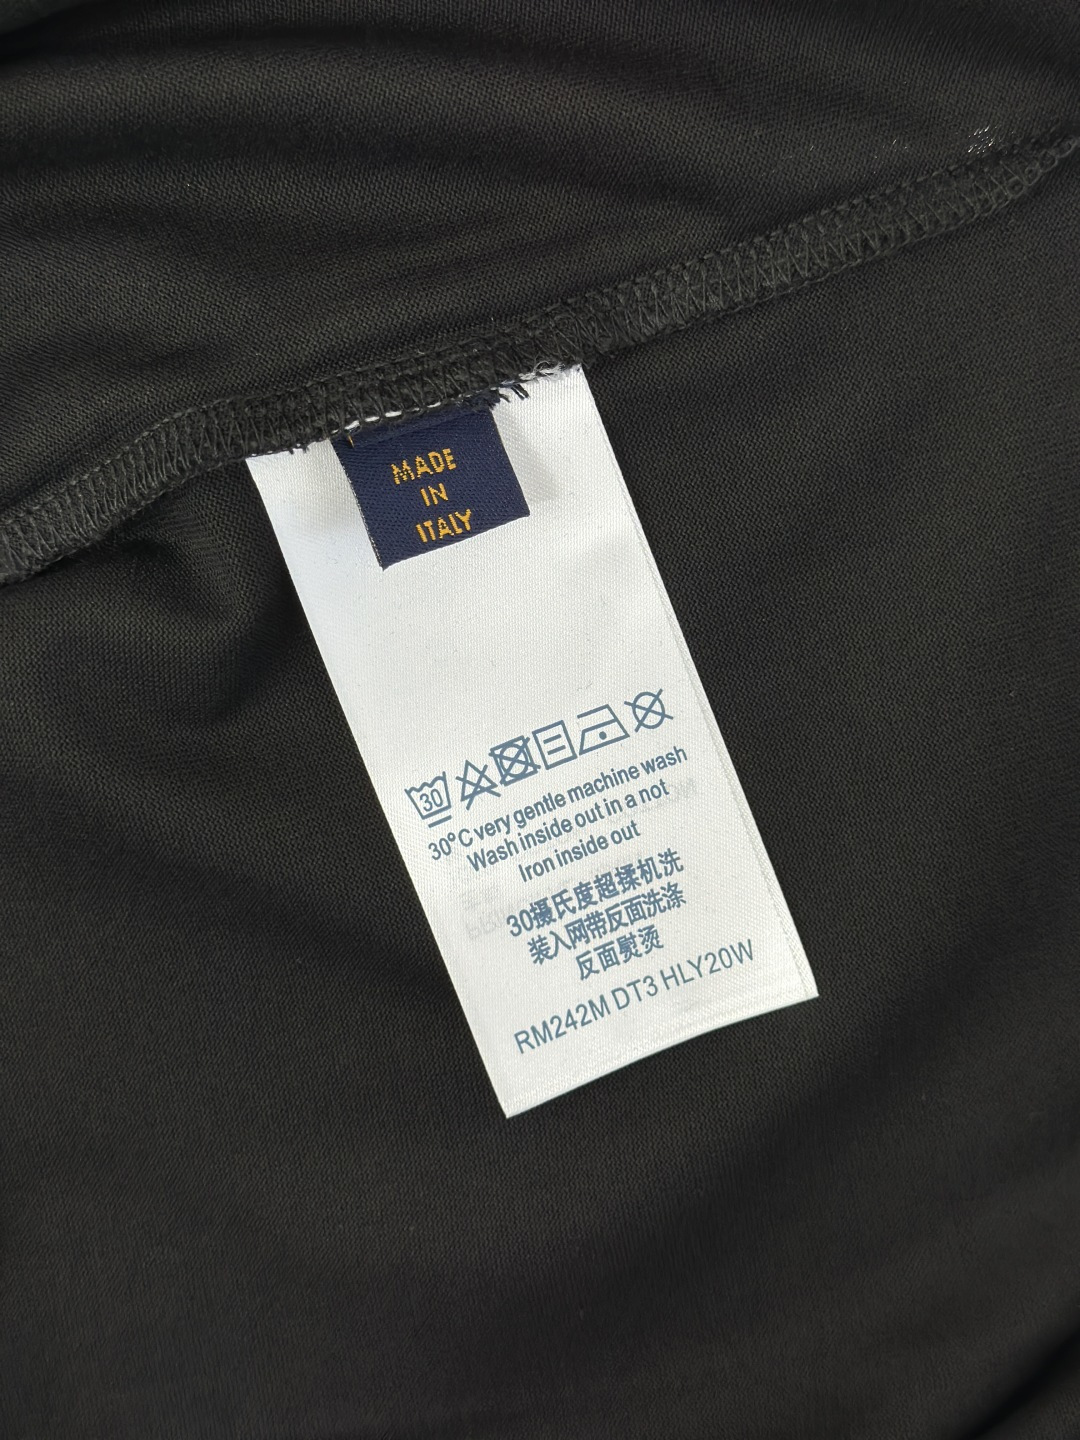 MADE
IN
ITALY
30
30°C very gentle machine wash
Wash inside out in a not
Iron inside out
30摄氏度超揉机洗
装入网带反面洗涤
反面熨烫
RM242M DT3 HLY20W